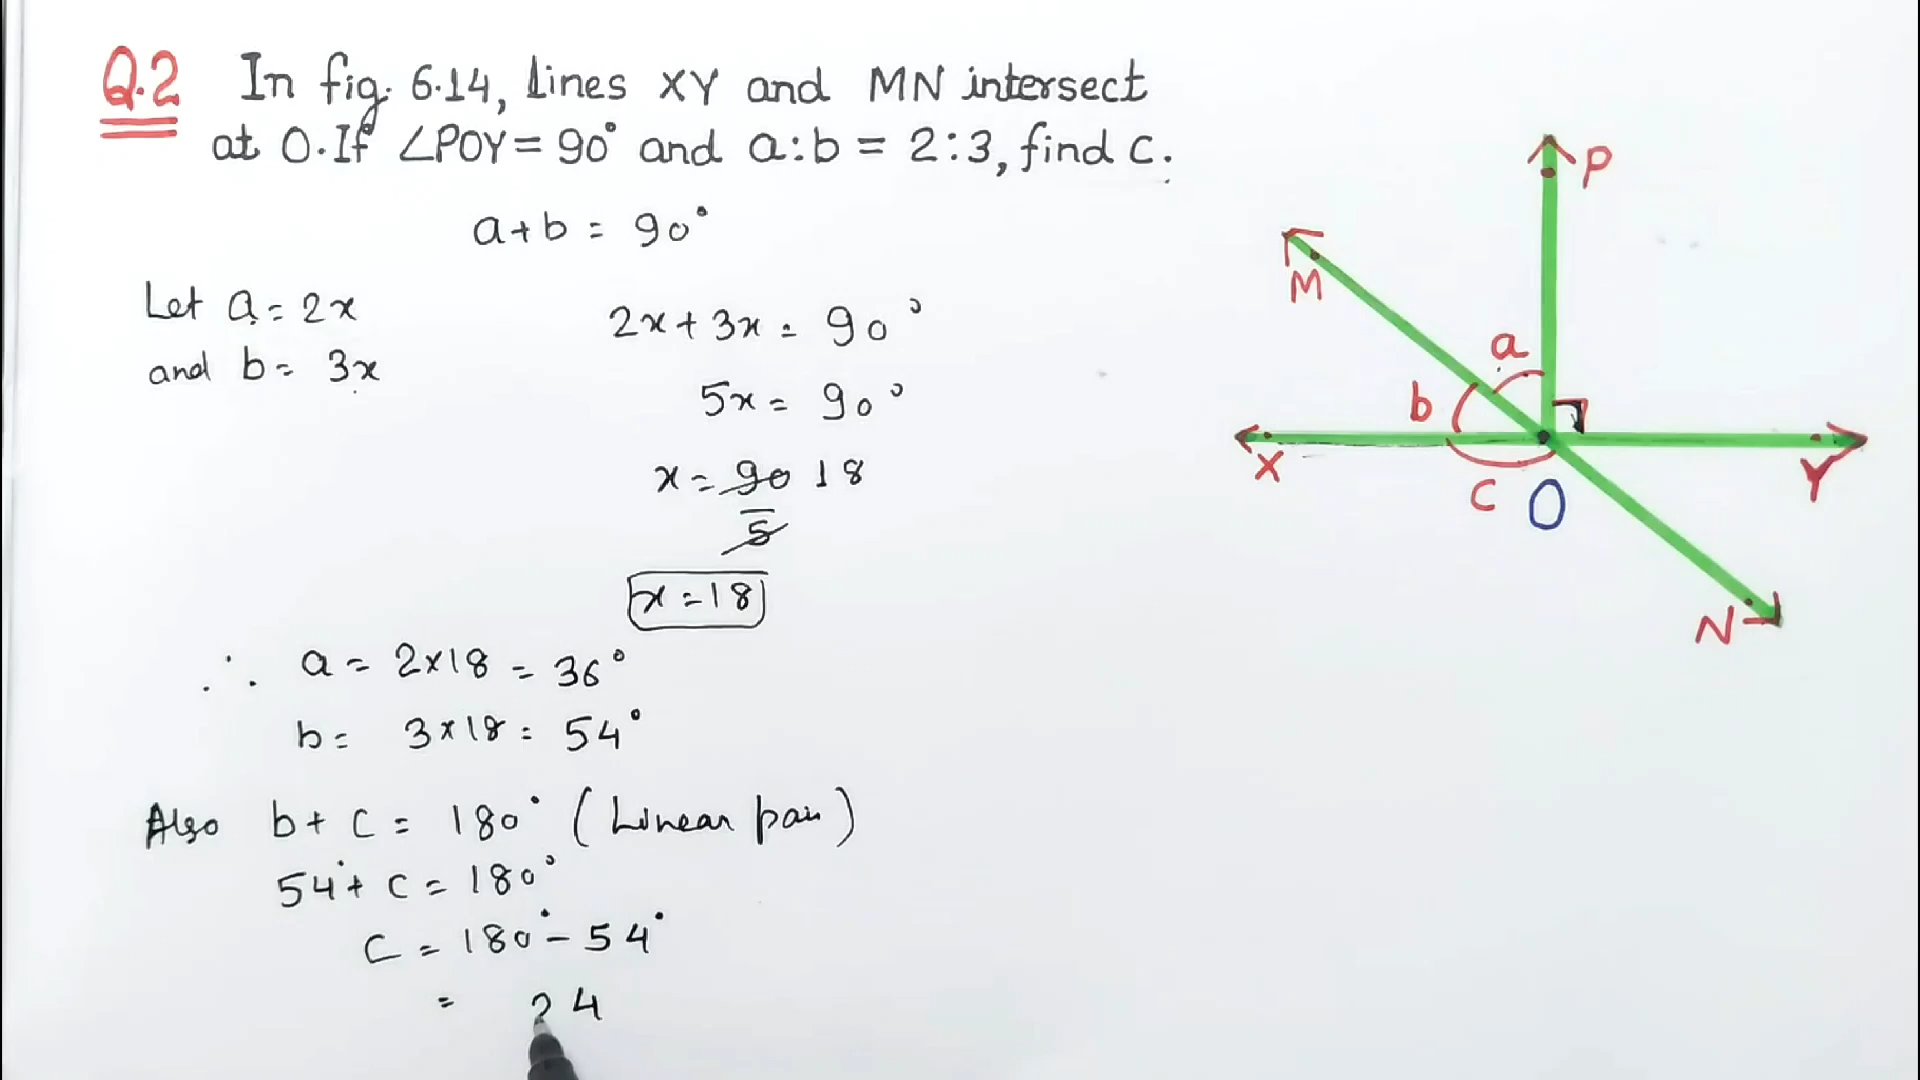 Q.2 In fig. 6.14, lines XY and MN intersect
at O. If ∠POY = 90° and a:b = 2:3, find c.
a+b = 90°
Let a = 2x
and b = 3x
2x + 3x = 90°
5x = 90°
x = 90/5 18
x = 18
∴ a = 2×18 = 36°
b = 3×18 = 54°
Also b + c = 180° (Linear pair)
54° + c = 180°
c = 180° - 54°
= 24
P
M
a
b
X
Y
c
O
N